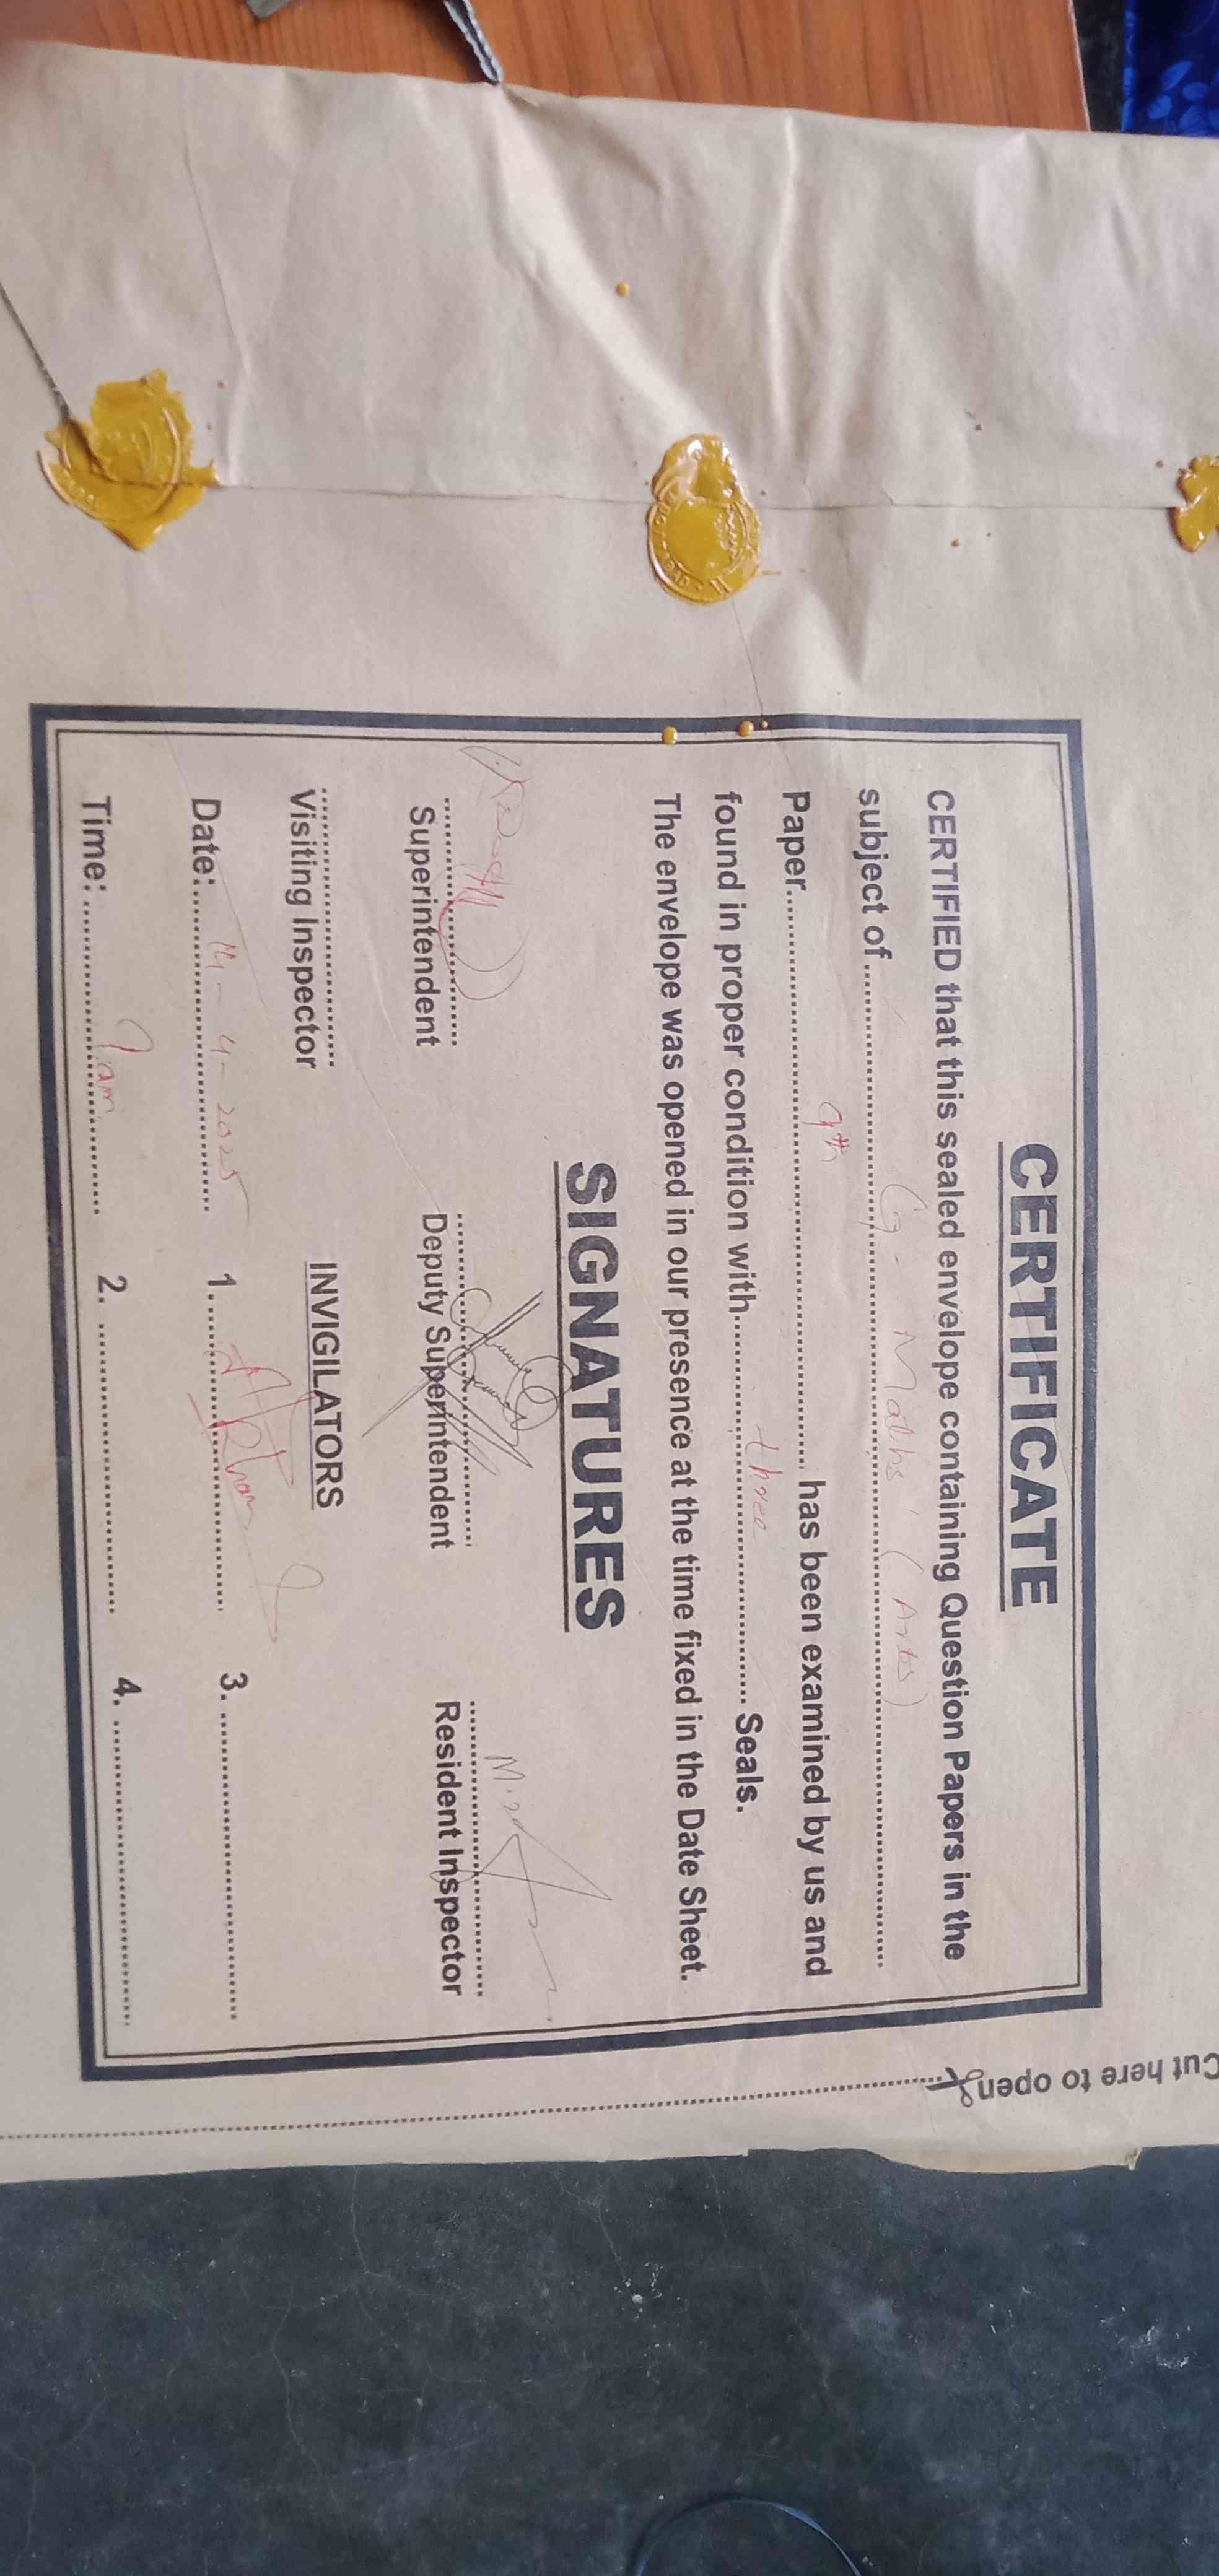 CERTIFICATE
CERTIFIED that this sealed envelope containing Question Papers in the
subject of G. Maths (Arts)
Paper 9th has been examined by us and
found in proper condition with three Seals.
The envelope was opened in our presence at the time fixed in the Date Sheet.
SIGNATURES
Superintendent Deputy Superintendent Resident Inspector
Visiting Inspector INVIGILATORS
Date: 14-4-2025 1. 3.
Time: 9am 2. 4.
Cut here to open